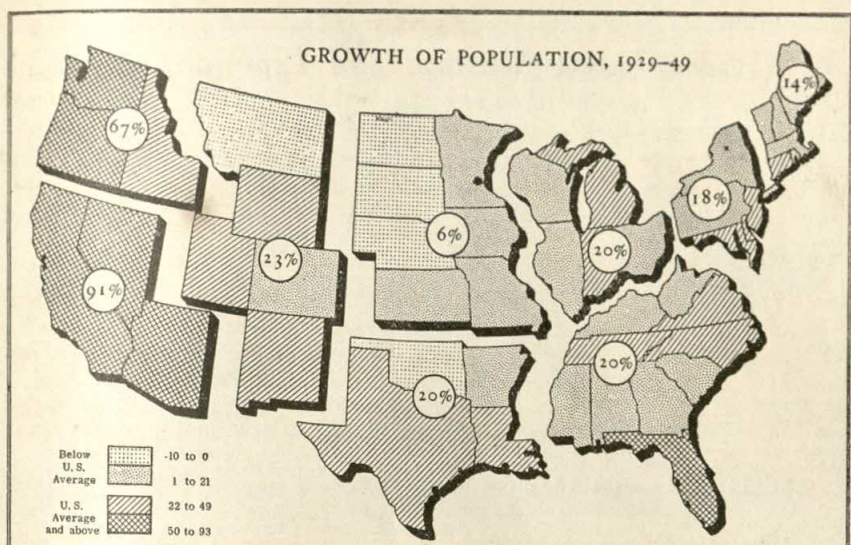 GROWTH OF POPULATION, 1929–49
14%
67%
18%
6%
20%
23%
91%
20%
20%
Below
U. S.
Average
-10 to 0
1 to 21
U. S.
Average
and above
22 to 49
50 to 93